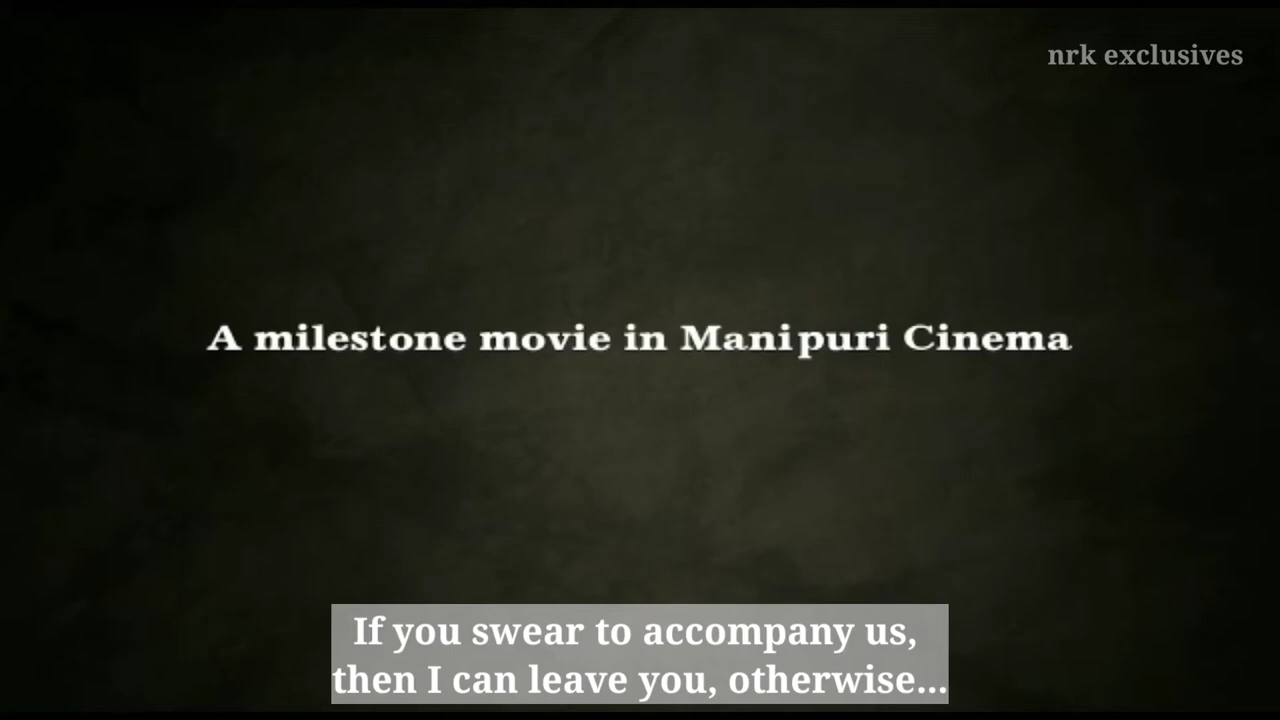 nrk exclusives
A milestone movie in Manipuri Cinema
If you swear to accompany us,
then I can leave you, otherwise...